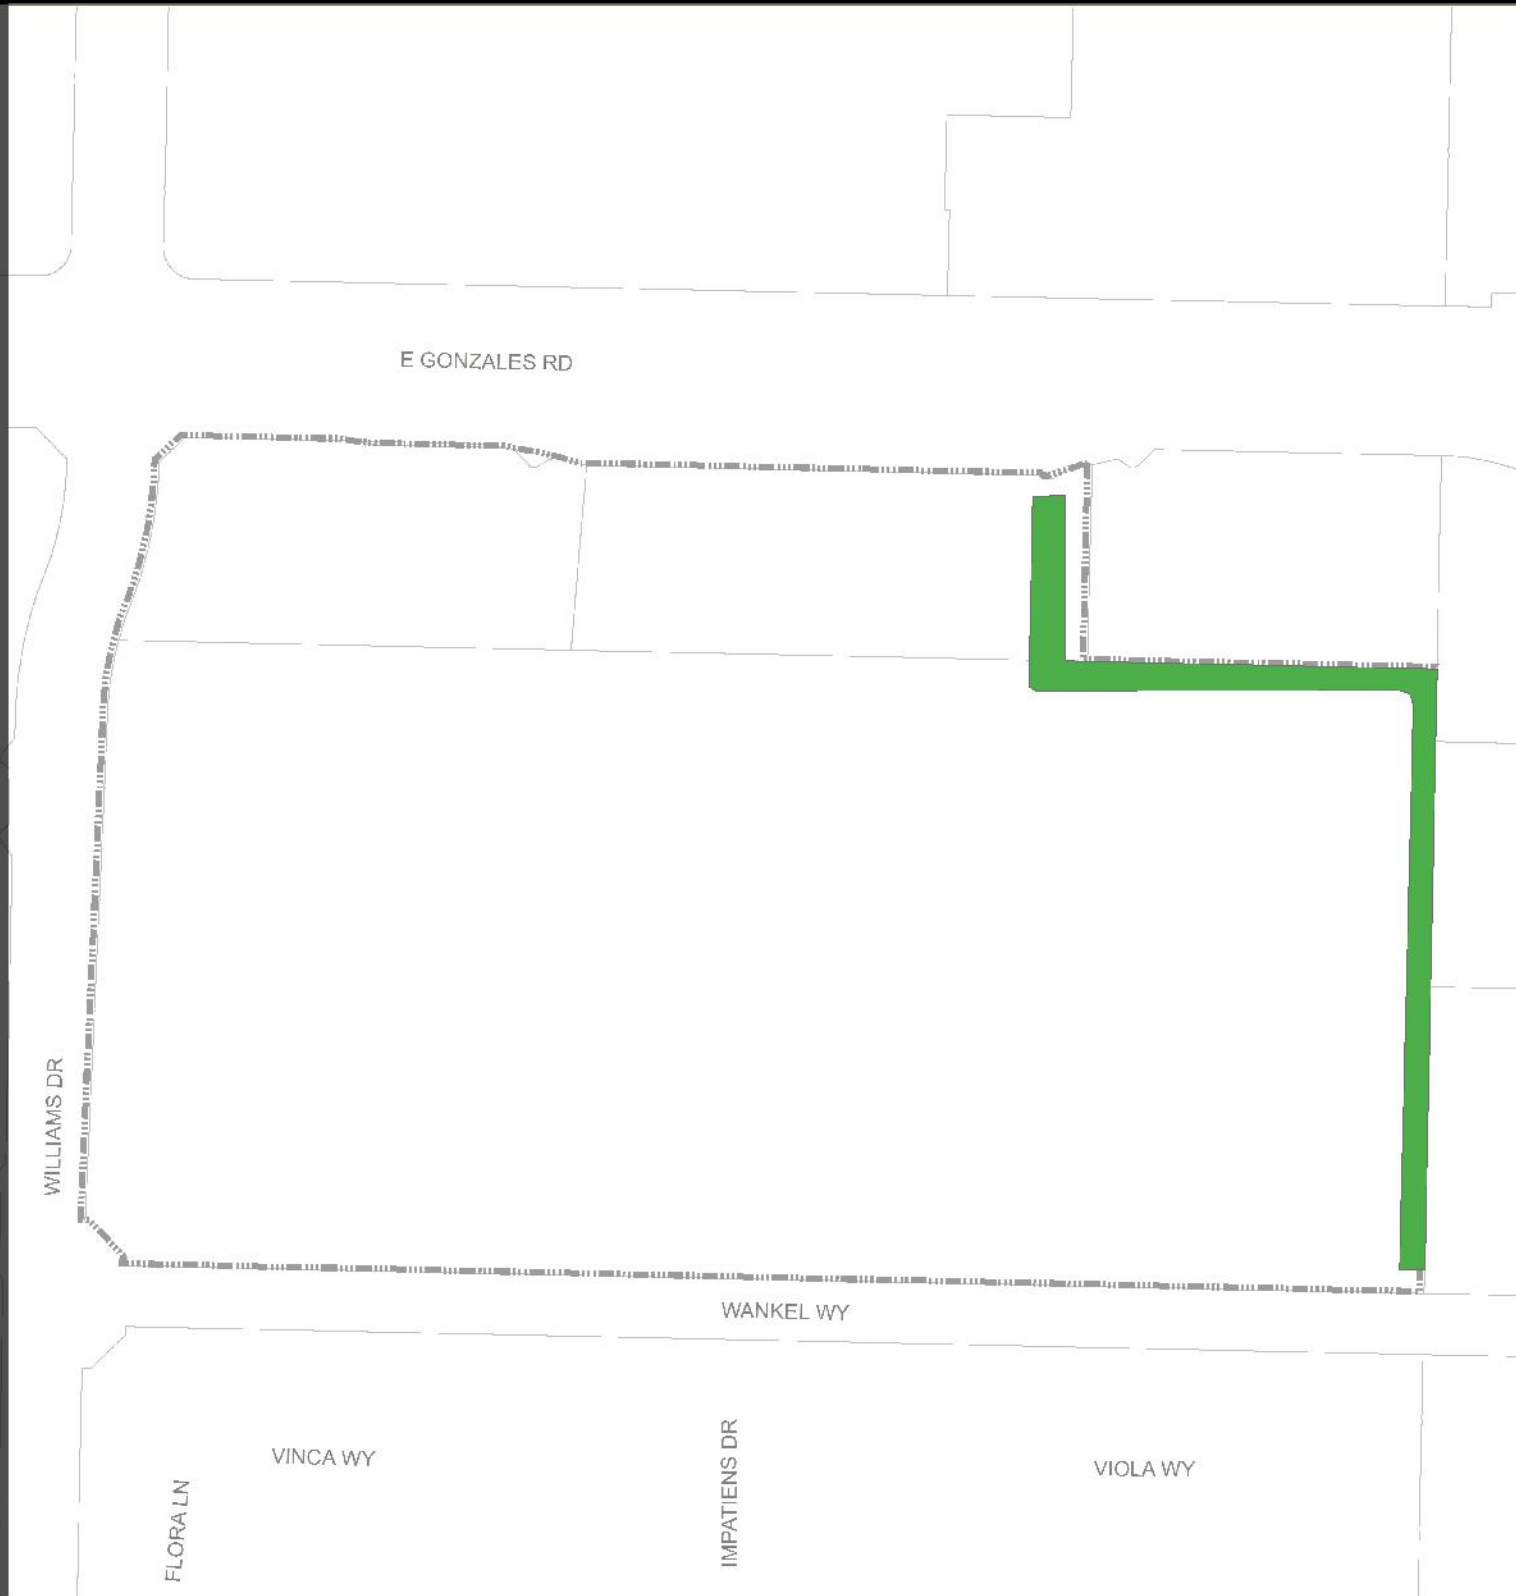 E GONZALES RD
WILLIAMS DR
WANKEL WY
VINCA WY
FLORA LN
IMPATIENS DR
VIOLA WY